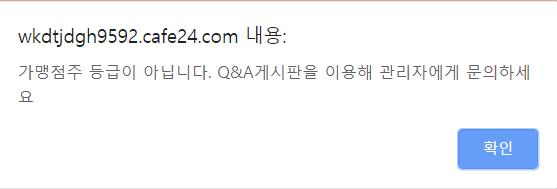 wkdtjdgh9592.cafe24.com 내용:
가맹점주 등급이 아닙니다. Q&A게시판을 이용해 관리자에게 문의하세
요
확인